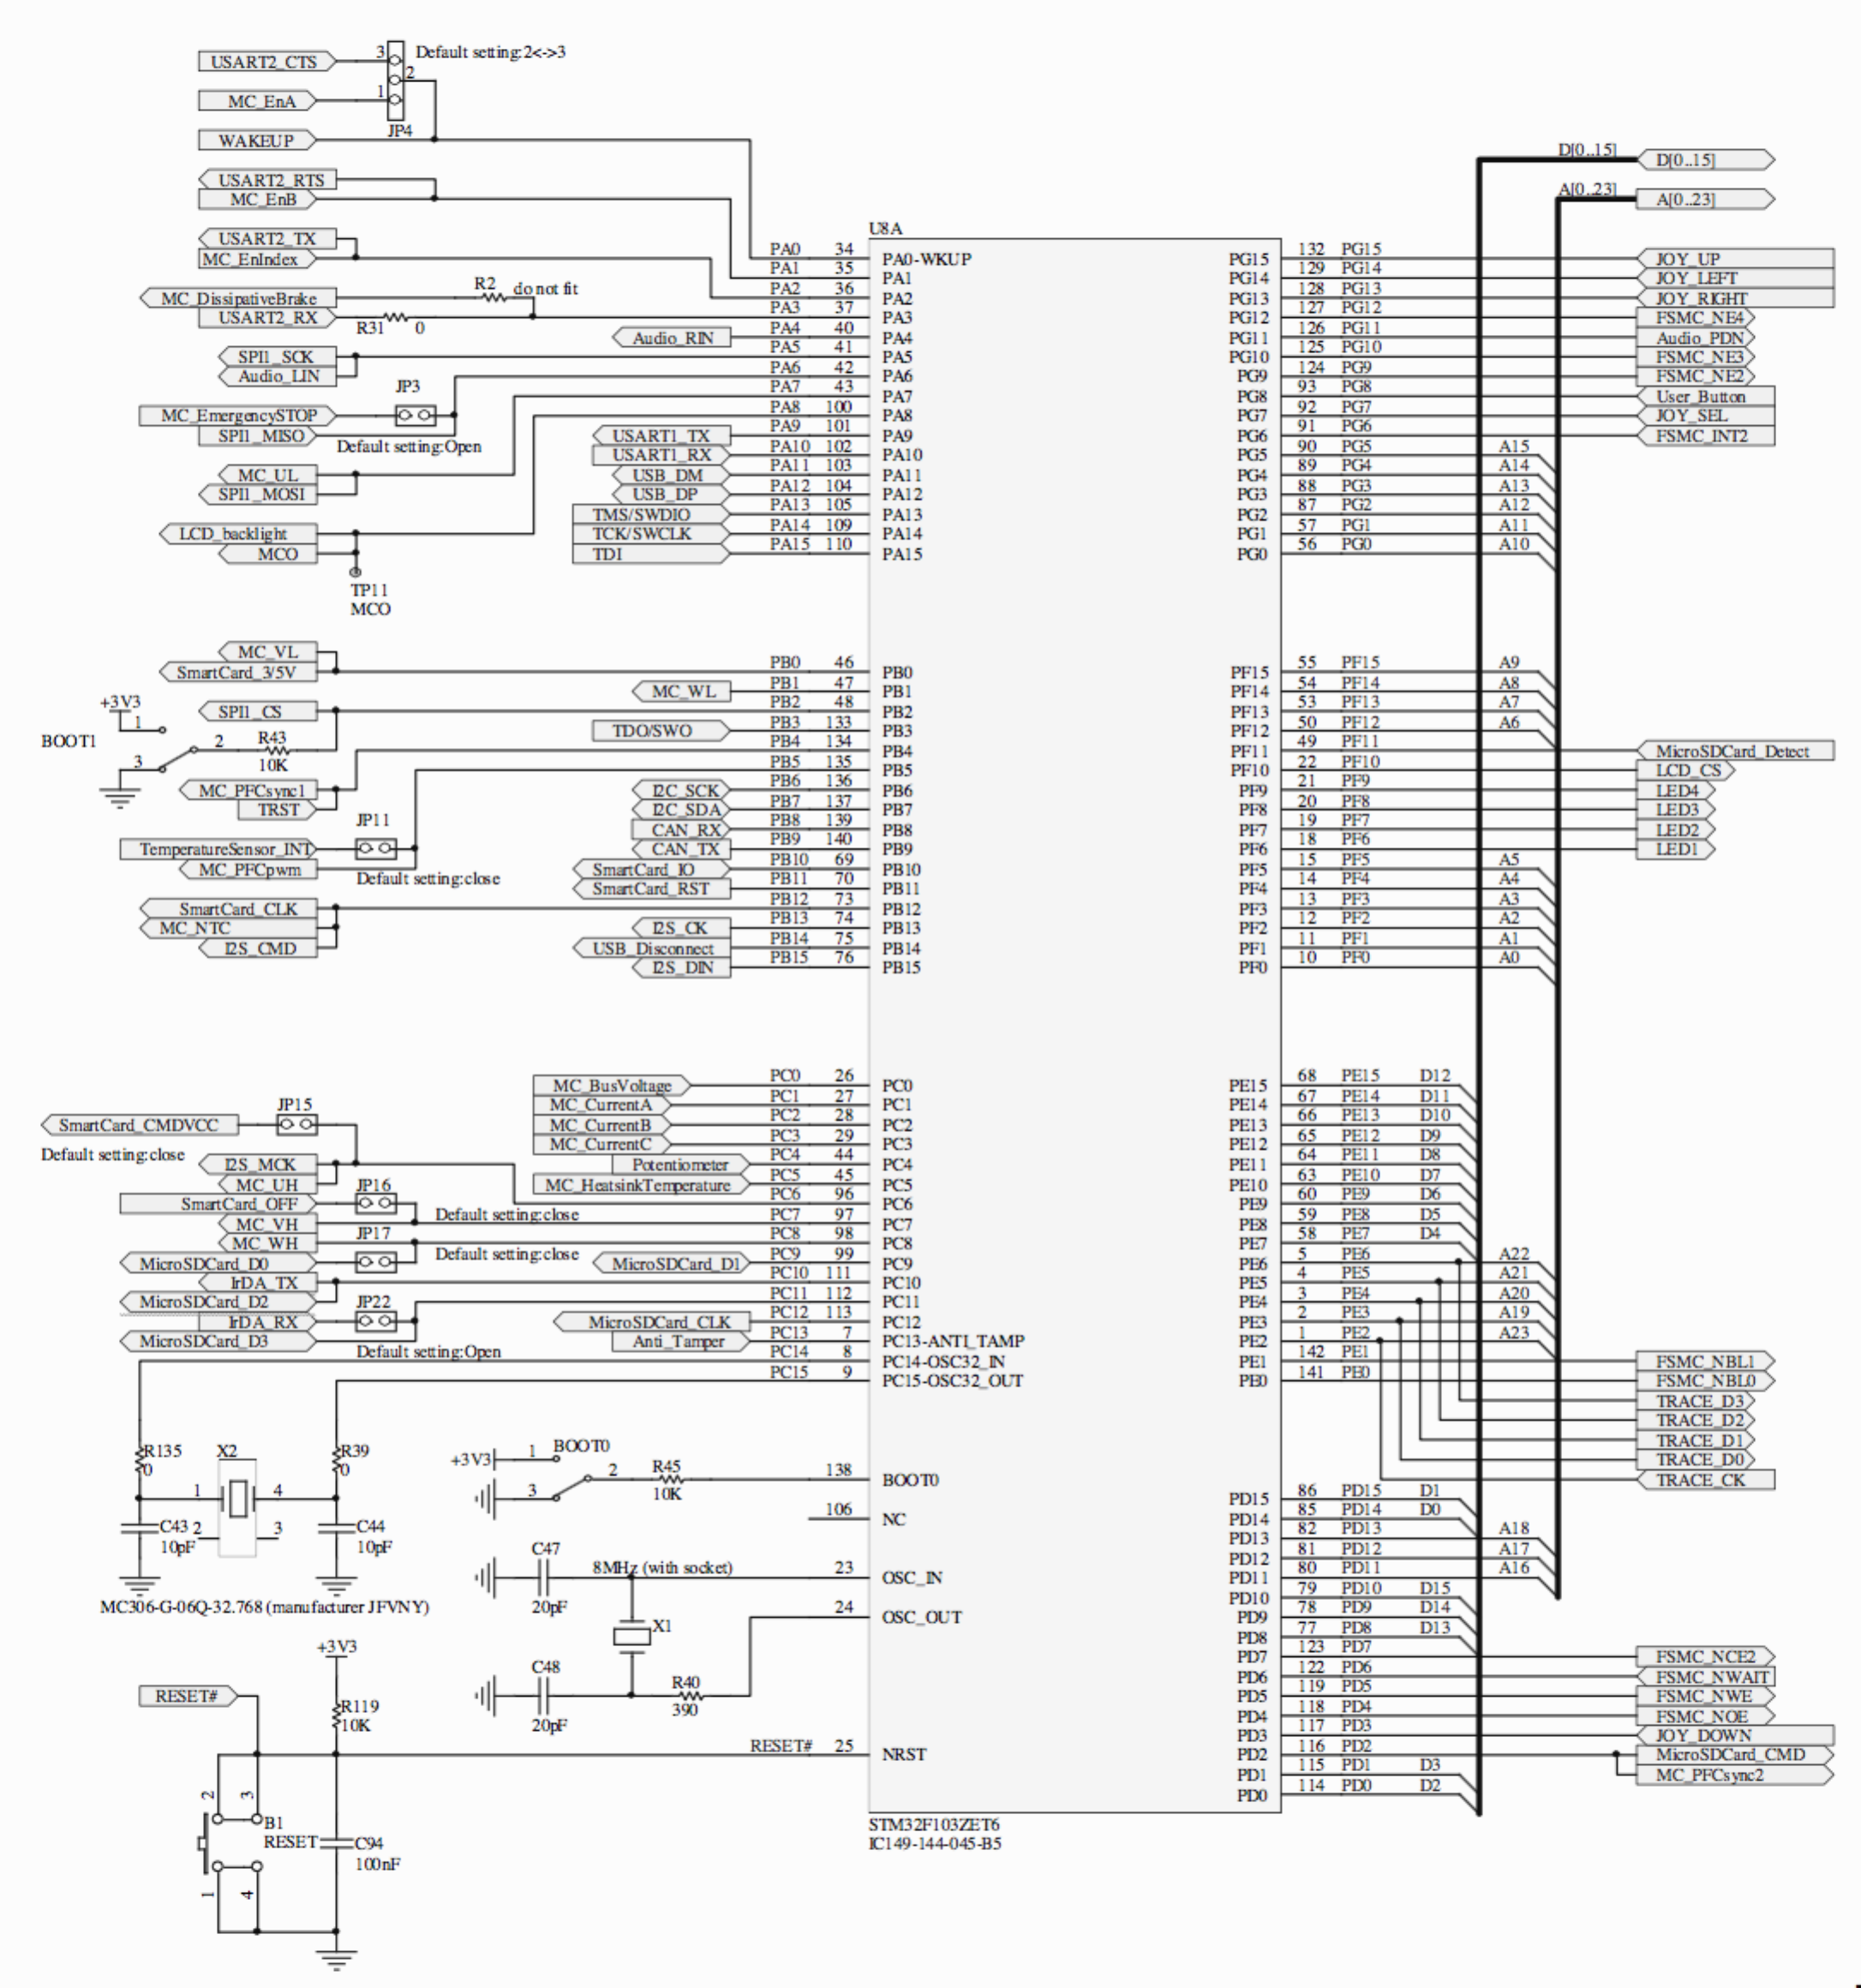 USART2_CTS 3 Default setting:2<->3
2
MC_EnA 1
JP4
WAKEUP
USART2_RTS
MC_EnB
USART2_TX
MC_EnIndex
MC_DissipativeBrake R2 do not fit
USART2_RX R31 0
Audio_RIN
SPI1_SCK
Audio_LIN
JP3
MC_EmergencySTOP
SPI1_MISO Default setting:Open
MC_UL
SPI1_MOSI
LCD_backlight
MCO
TP11
MCO
USART1_TX
USART1_RX
USB_DM
USB_DP
TMS/SWDIO
TCK/SWCLK
TDI
U8A
PA0 34 PA0-WKUP
PA1 35 PA1
PA2 36 PA2
PA3 37 PA3
PA4 40 PA4
PA5 41 PA5
PA6 42 PA6
PA7 43 PA7
PA8 100 PA8
PA9 101 PA9
PA10 102 PA10
PA11 103 PA11
PA12 104 PA12
PA13 105 PA13
PA14 109 PA14
PA15 110 PA15
D[0..15] D[0..15]
A[0..23] A[0..23]
PG15 132 PG15 JOY_UP
PG14 129 PG14 JOY_LEFT
PG13 128 PG13 JOY_RIGHT
PG12 127 PG12 FSMC_NE4
PG11 126 PG11 Audio_PDN
PG10 125 PG10 FSMC_NE3
PG9 124 PG9 FSMC_NE2
PG8 93 PG8 User_Button
PG7 92 PG7 JOY_SEL
PG6 91 PG6 FSMC_INT2
PG5 90 PG5 A15
PG4 89 PG4 A14
PG3 88 PG3 A13
PG2 87 PG2 A12
PG1 57 PG1 A11
PG0 56 PG0 A10
MC_VL
SmartCard_3/5V
+3V3
1
SPI1_CS
BOOT1
2 R43
10K
3
MC_PFCsync1
TRST
JP11
TemperatureSensor_INT
MC_PFCpwm Default setting:close
SmartCard_CLK
MC_NTC
I2S_CMD
MC_WL
TDO/SWO
I2C_SCK
I2C_SDA
CAN_RX
CAN_TX
SmartCard_IO
SmartCard_RST
I2S_CK
USB_Disconnect
I2S_DIN
PB0 46 PB0
PB1 47 PB1
PB2 48 PB2
PB3 133 PB3
PB4 134 PB4
PB5 135 PB5
PB6 136 PB6
PB7 137 PB7
PB8 139 PB8
PB9 140 PB9
PB10 69 PB10
PB11 70 PB11
PB12 73 PB12
PB13 74 PB13
PB14 75 PB14
PB15 76 PB15
PF15 55 PF15 A9
PF14 54 PF14 A8
PF13 53 PF13 A7
PF12 50 PF12 A6
PF11 49 PF11 MicroSDCard_Detect
PF10 22 PF10 LCD_CS
PF9 21 PF9 LED4
PF8 20 PF8 LED3
PF7 19 PF7 LED2
PF6 18 PF6 LED1
PF5 15 PF5 A5
PF4 14 PF4 A4
PF3 13 PF3 A3
PF2 12 PF2 A2
PF1 11 PF1 A1
PF0 10 PF0 A0
JP15
SmartCard_CMDVCC
Default setting:close
I2S_MCK
MC_UH
JP16
SmartCard_OFF
Default setting:close
MC_VH
JP17
MC_WH
Default setting:close
MicroSDCard_D0
IrDA_TX
MicroSDCard_D2
JP22
IrDA_RX
MicroSDCard_D3
Default setting:Open
MC_BusVoltage
MC_CurrentA
MC_CurrentB
MC_CurrentC
Potentiometer
MC_HeatsinkTemperature
MicroSDCard_D1
MicroSDCard_CLK
Anti_Tamper
PC0 26 PC0
PC1 27 PC1
PC2 28 PC2
PC3 29 PC3
PC4 44 PC4
PC5 45 PC5
PC6 96 PC6
PC7 97 PC7
PC8 98 PC8
PC9 99 PC9
PC10 111 PC10
PC11 112 PC11
PC12 113 PC12
PC13 7 PC13-ANTI_TAMP
PC14 8 PC14-OSC32_IN
PC15 9 PC15-OSC32_OUT
PE15 68 PE15 D12
PE14 67 PE14 D11
PE13 66 PE13 D10
PE12 65 PE12 D9
PE11 64 PE11 D8
PE10 63 PE10 D7
PE9 60 PE9 D6
PE8 59 PE8 D5
PE7 58 PE7 D4
PE6 5 PE6 A22
PE5 4 PE5 A21
PE4 3 PE4 A20
PE3 2 PE3 A19
PE2 1 PE2 A23
PE1 142 PE1 FSMC_NBL1
PE0 141 PE0 FSMC_NBL0
TRACE_D3
TRACE_D2
TRACE_D1
TRACE_D0
TRACE_CK
R135
0
X2
R39
0
1 4
C43 2 3 C44
10pF 10pF
MC306-G-06Q-32.768 (manufacturer JFVNY)
+3V3 1 BOOT0
2 R45 138 BOOT0
3 10K
106 NC
C47 8MHz (with socket) 23 OSC_IN
20pF
24 OSC_OUT
X1
C48 R40
20pF 390
PD15 86 PD15 D1
PD14 85 PD14 D0
PD13 82 PD13 A18
PD12 81 PD12 A17
PD11 80 PD11 A16
PD10 79 PD10 D15
PD9 78 PD9 D14
PD8 77 PD8 D13
PD7 123 PD7 FSMC_NCE2
PD6 122 PD6 FSMC_NWAIT
PD5 119 PD5 FSMC_NWE
PD4 118 PD4 FSMC_NOE
PD3 117 PD3 JOY_DOWN
PD2 116 PD2 MicroSDCard_CMD
MC_PFCsync2
PD1 115 PD1 D3
PD0 114 PD0 D2
+3V3
RESET#
R119
10K
RESET# 25 NRST
2 3
B1
RESET C94
100nF
1 4
STM32F103ZET6
IC149-144-045-B5